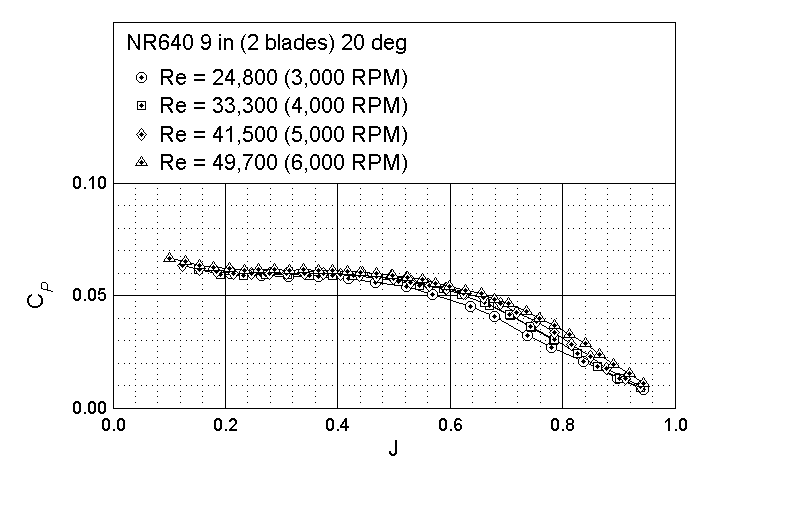 NR640 9 in (2 blades) 20 deg
Re = 24,800 (3,000 RPM)
Re = 33,300 (4,000 RPM)
Re = 41,500 (5,000 RPM)
Re = 49,700 (6,000 RPM)
0.10
0.05
0.00
CP
0.0 0.2 0.4 0.6 0.8 1.0
J